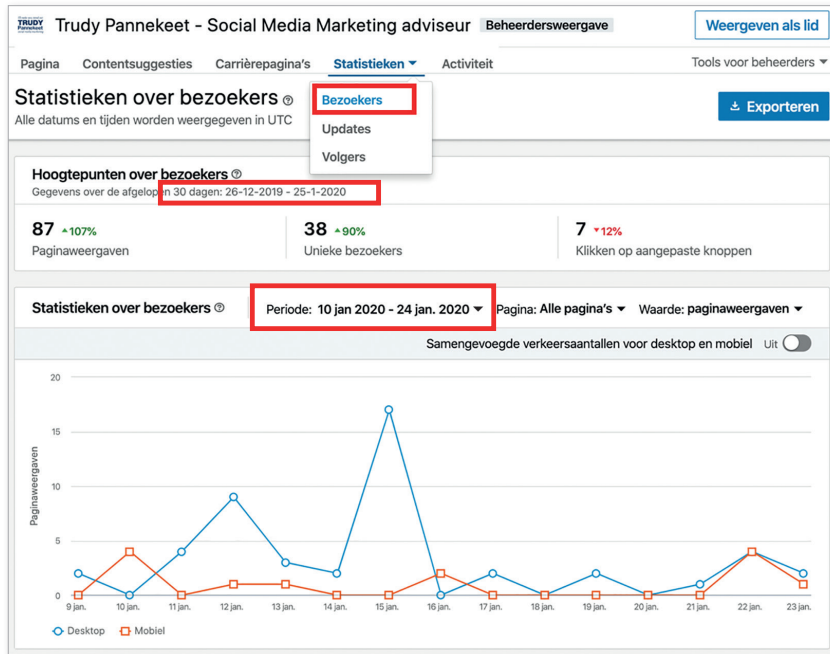 TRUDY
Pannekeet
Trudy Pannekeet - Social Media Marketing adviseur Beheerdersweergave Weergeven als lid
Pagina Contentsuggesties Carrièrepagina's Statistieken Activiteit Tools voor beheerders
Statistieken over bezoekers
Alle datums en tijden worden weergegeven in UTC
Bezoekers
Updates
Volgers
Exporteren
Hoogtepunten over bezoekers
Gegevens over de afgelopen 30 dagen: 26-12-2019 - 25-1-2020
87 107%
Paginaweergaven
38 90%
Unieke bezoekers
7 12%
Klikken op aangepaste knoppen
Statistieken over bezoekers Periode: 10 jan 2020 - 24 jan. 2020 Pagina: Alle pagina's Waarde: paginaweergaven
Samengevoegde verkeersaantallen voor desktop en mobiel Uit
Paginaweergaven
20
15
10
5
0
9 jan. 10 jan. 11 jan. 12 jan. 13 jan. 14 jan. 15 jan. 16 jan. 17 jan. 18 jan. 19 jan. 20 jan. 21 jan. 22 jan. 23 jan.
Desktop Mobiel